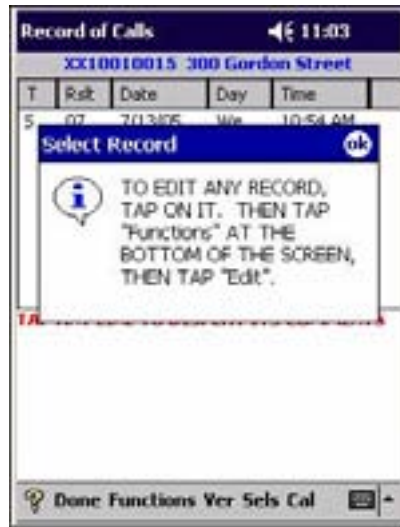 Record of Calls 11:03
XX10010015 300 Gordon Street
T Rslt Date Day Time
5 07 7/13/05 We 10:54 AM
Select Record ok
TO EDIT ANY RECORD,
TAP ON IT. THEN TAP
"Functions" AT THE
BOTTOM OF THE SCREEN,
THEN TAP "Edit".
Done Functions Ver Sels Cal